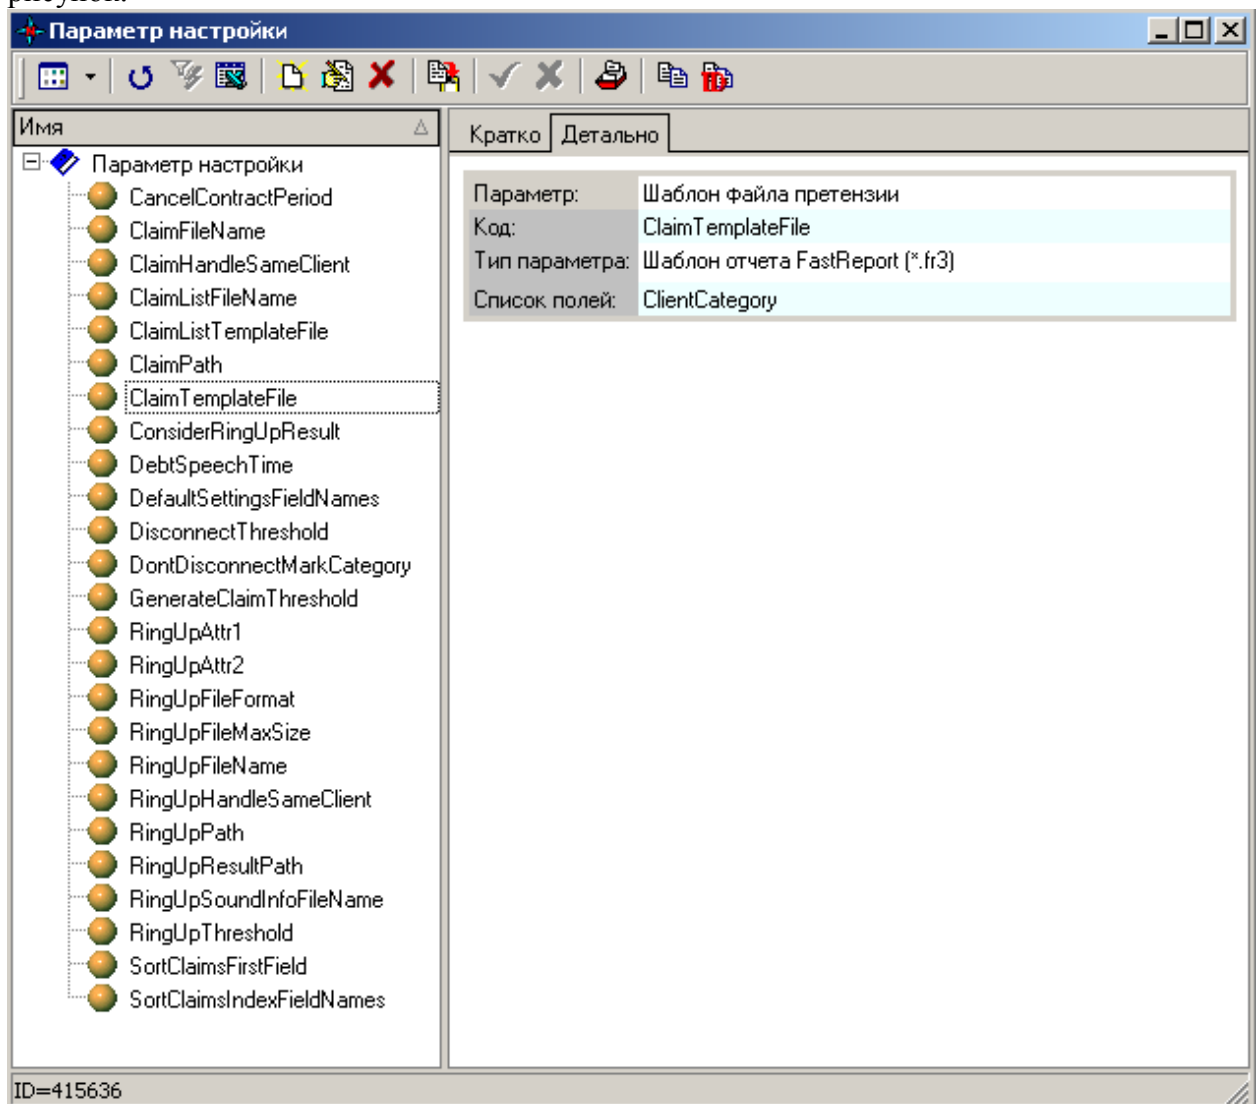 рисунок.
Параметр настройки
Имя
Параметр настройки
CancelContractPeriod
ClaimFileName
ClaimHandleSameClient
ClaimListFileName
ClaimListTemplateFile
ClaimPath
ClaimTemplateFile
ConsiderRingUpResult
DebtSpeechTime
DefaultSettingsFieldNames
DisconnectThreshold
DontDisconnectMarkCategory
GenerateClaimThreshold
RingUpAttr1
RingUpAttr2
RingUpFileFormat
RingUpFileMaxSize
RingUpFileName
RingUpHandleSameClient
RingUpPath
RingUpResultPath
RingUpSoundInfoFileName
RingUpThreshold
SortClaimsFirstField
SortClaimsIndexFieldNames
Кратко Детально
Параметр: Шаблон файла претензии
Код: ClaimTemplateFile
Тип параметра: Шаблон отчета FastReport (*.fr3)
Список полей: ClientCategory
ID=415636